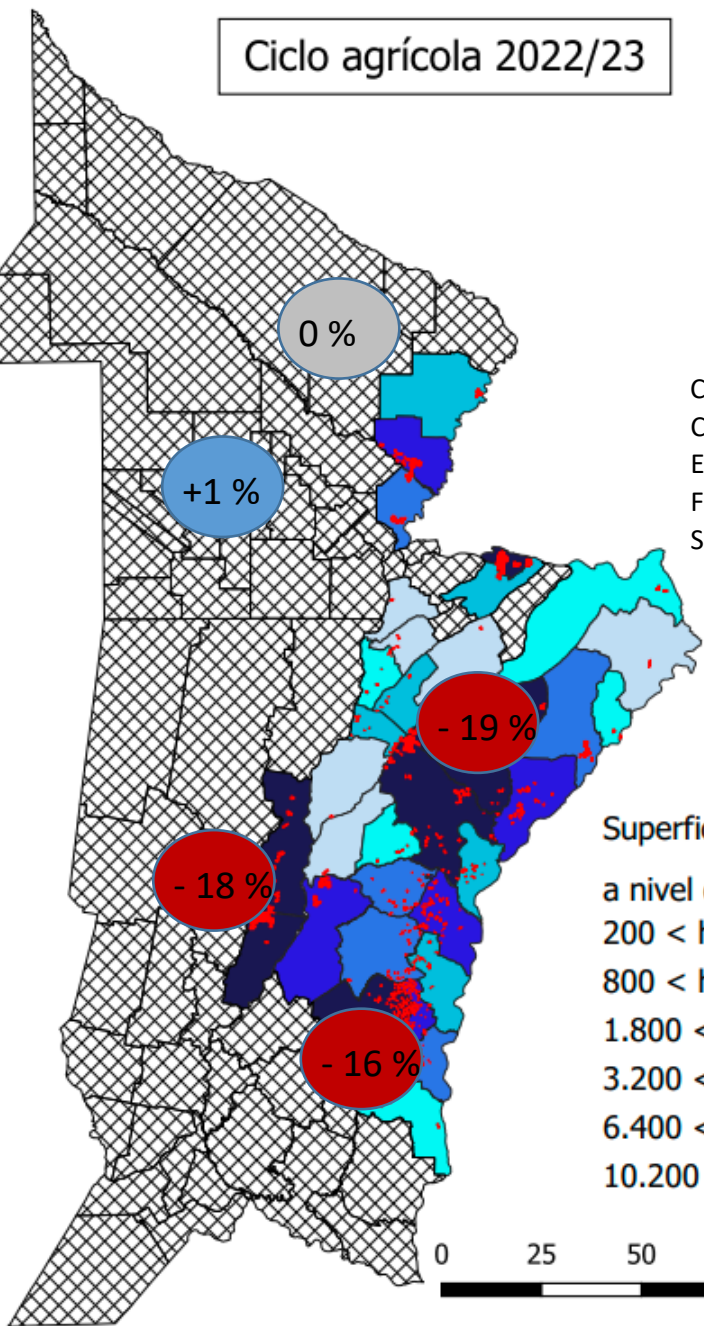 Ciclo agrícola 2022/23
0 %
C
C
E
F
S
+1 %
- 19 %
- 18 %
- 16 %
Superfic
a nivel
200 < h
800 < h
1.800 <
3.200 <
6.400 <
10.200
0 25 50